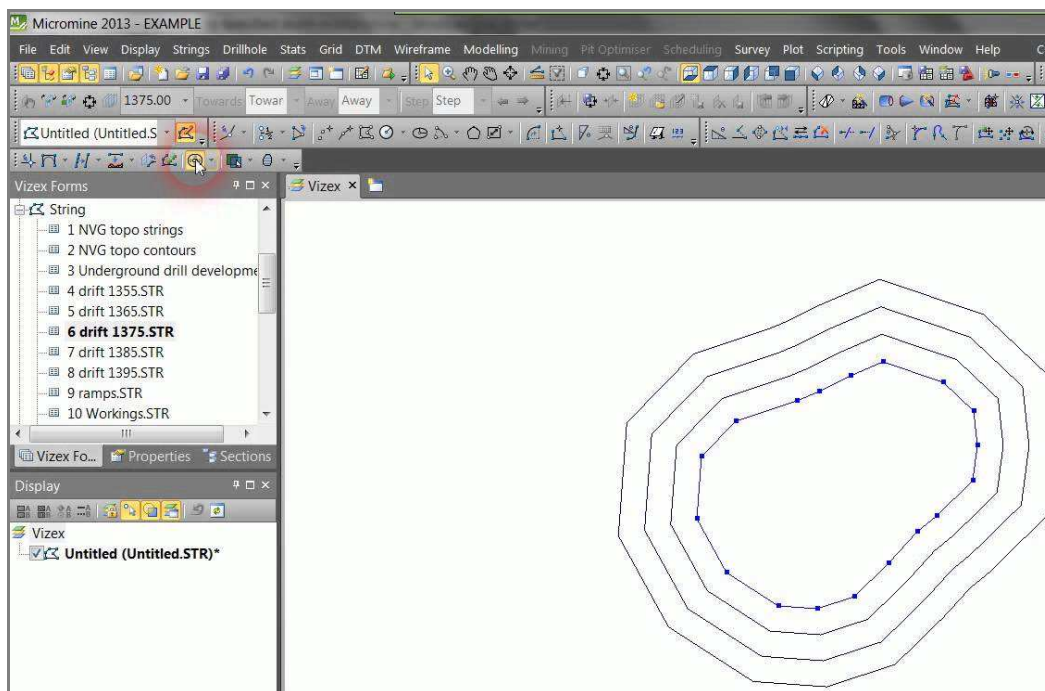 Micromine 2013 - EXAMPLE
File Edit View Display Strings Drillhole Stats Grid DTM Wireframe Modelling Mining Pit Optimiser Scheduling Survey Plot Scripting Tools Window Help C
1375.00 Towards Towar Away Away Step Step
Untitled (Untitled.S
Vizex Forms
Vizex
String
1 NVG topo strings
2 NVG topo contours
3 Underground drill developme
4 drift 1355.STR
5 drift 1365.STR
6 drift 1375.STR
7 drift 1385.STR
8 drift 1395.STR
9 ramps.STR
10 Workings.STR
Vizex Fo... Properties Sections
Display
Vizex
Untitled (Untitled.STR)*